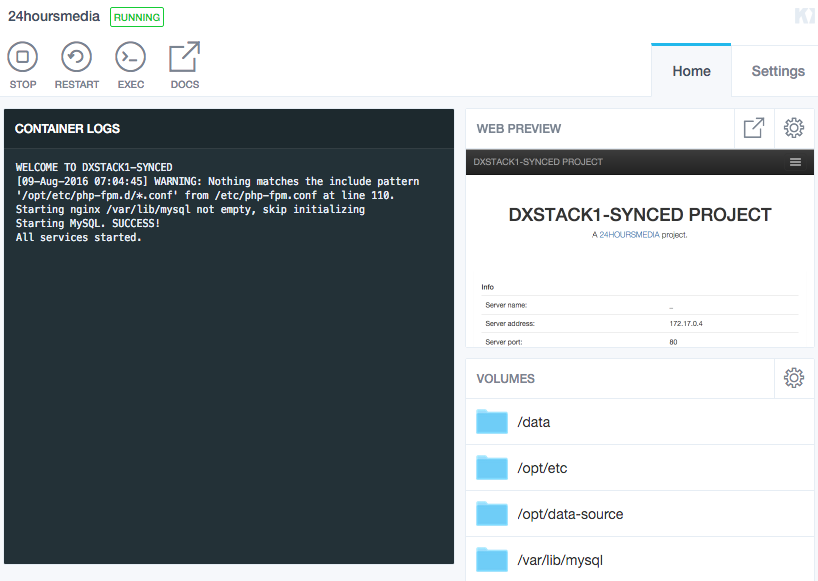 24hoursmedia RUNNING
STOP RESTART EXEC DOCS
Home Settings
CONTAINER LOGS
WELCOME TO DXSTACK1-SYNCED
[09-Aug-2016 07:04:45] WARNING: Nothing matches the include pattern
'/opt/etc/php-fpm.d/*.conf' from /etc/php-fpm.conf at line 110.
Starting nginx /var/lib/mysql not empty, skip initializing
Starting MySQL. SUCCESS!
All services started.
WEB PREVIEW
DXSTACK1-SYNCED PROJECT
DXSTACK1-SYNCED PROJECT
A 24HOURSMEDIA project.
Info
Server name: _
Server address: 172.17.0.4
Server port: 80
VOLUMES
/data
/opt/etc
/opt/data-source
/var/lib/mysql